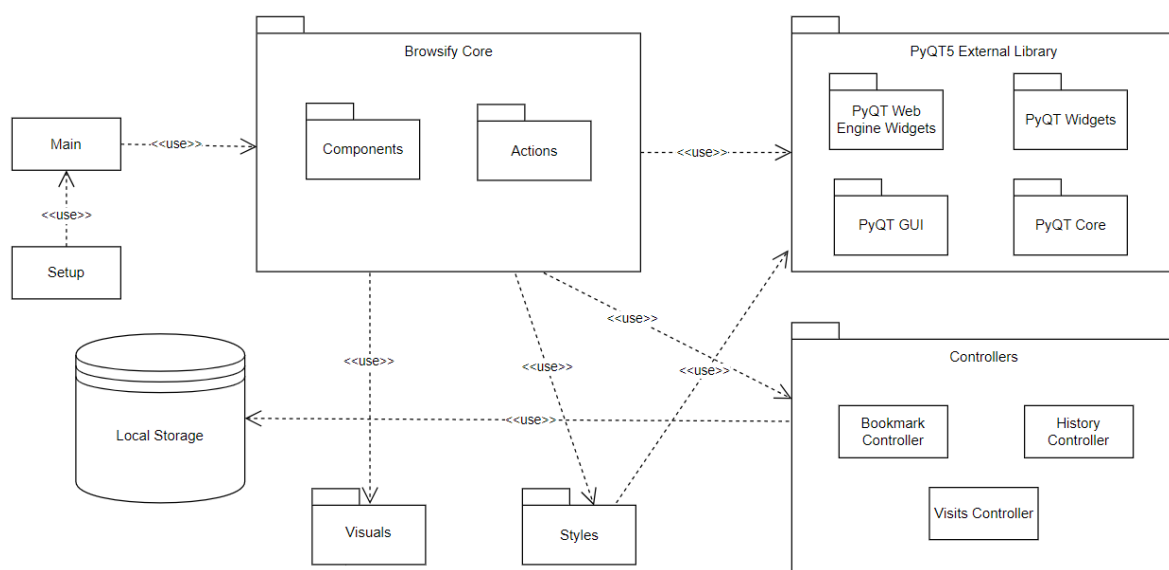 Browsify Core
PyQT5 External Library
PyQT Web
Engine Widgets
PyQT Widgets
Components
Actions
Main
<<use>>
<<use>>
<<use>>
PyQT GUI
PyQT Core
Setup
<<use>>
<<use>>
<<use>>
<<use>>
Controllers
Local Storage
<<use>>
Bookmark
Controller
History
Controller
Visits Controller
Visuals
Styles